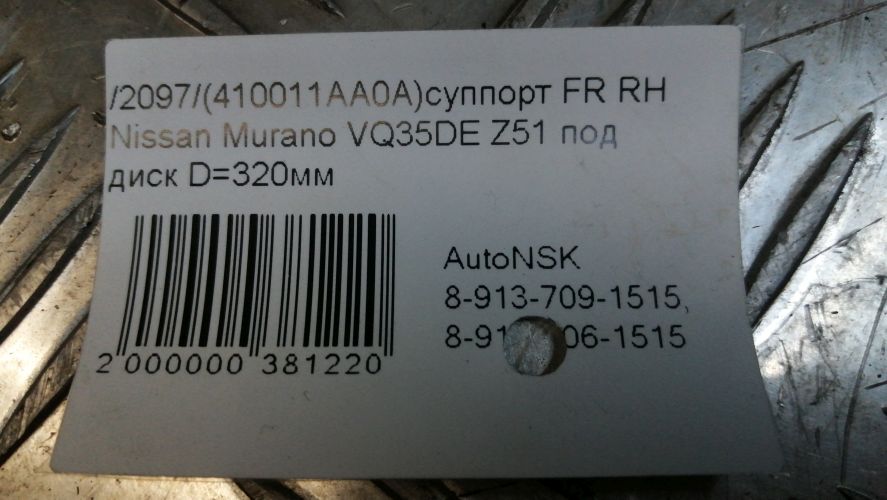 /2097/(410011AA0A)суппорт FR RH
Nissan Murano VQ35DE Z51 под
диск D=320мм
AutoNSK
8-913-709-1515,
2 000000 381220